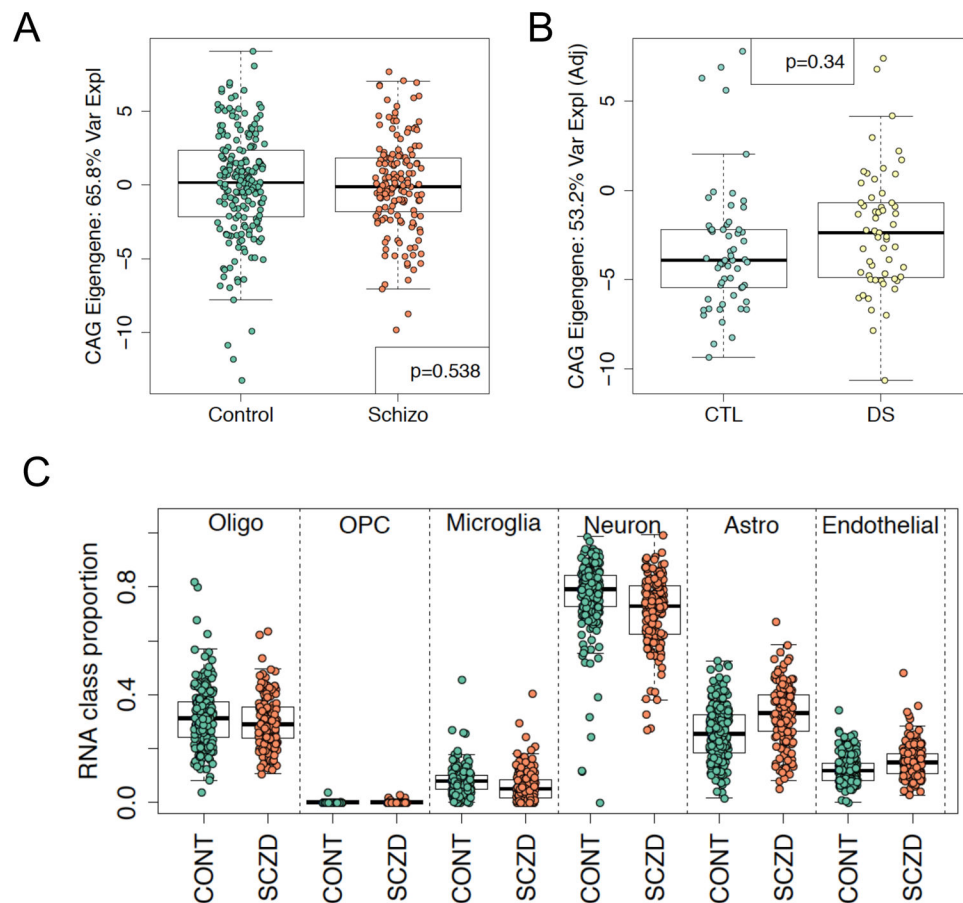 A
CAG Eigengene: 65.8% Var Expl
5
0
−5
−10
p=0.538
Control Schizo
B
CAG Eigengene: 53.2% Var Expl (Adj)
5
0
−5
−10
p=0.34
CTL DS
C
RNA class proportion
0.8
0.4
0.0
Oligo OPC Microglia Neuron Astro Endothelial
CONT SCZD CONT SCZD CONT SCZD CONT SCZD CONT SCZD CONT SCZD